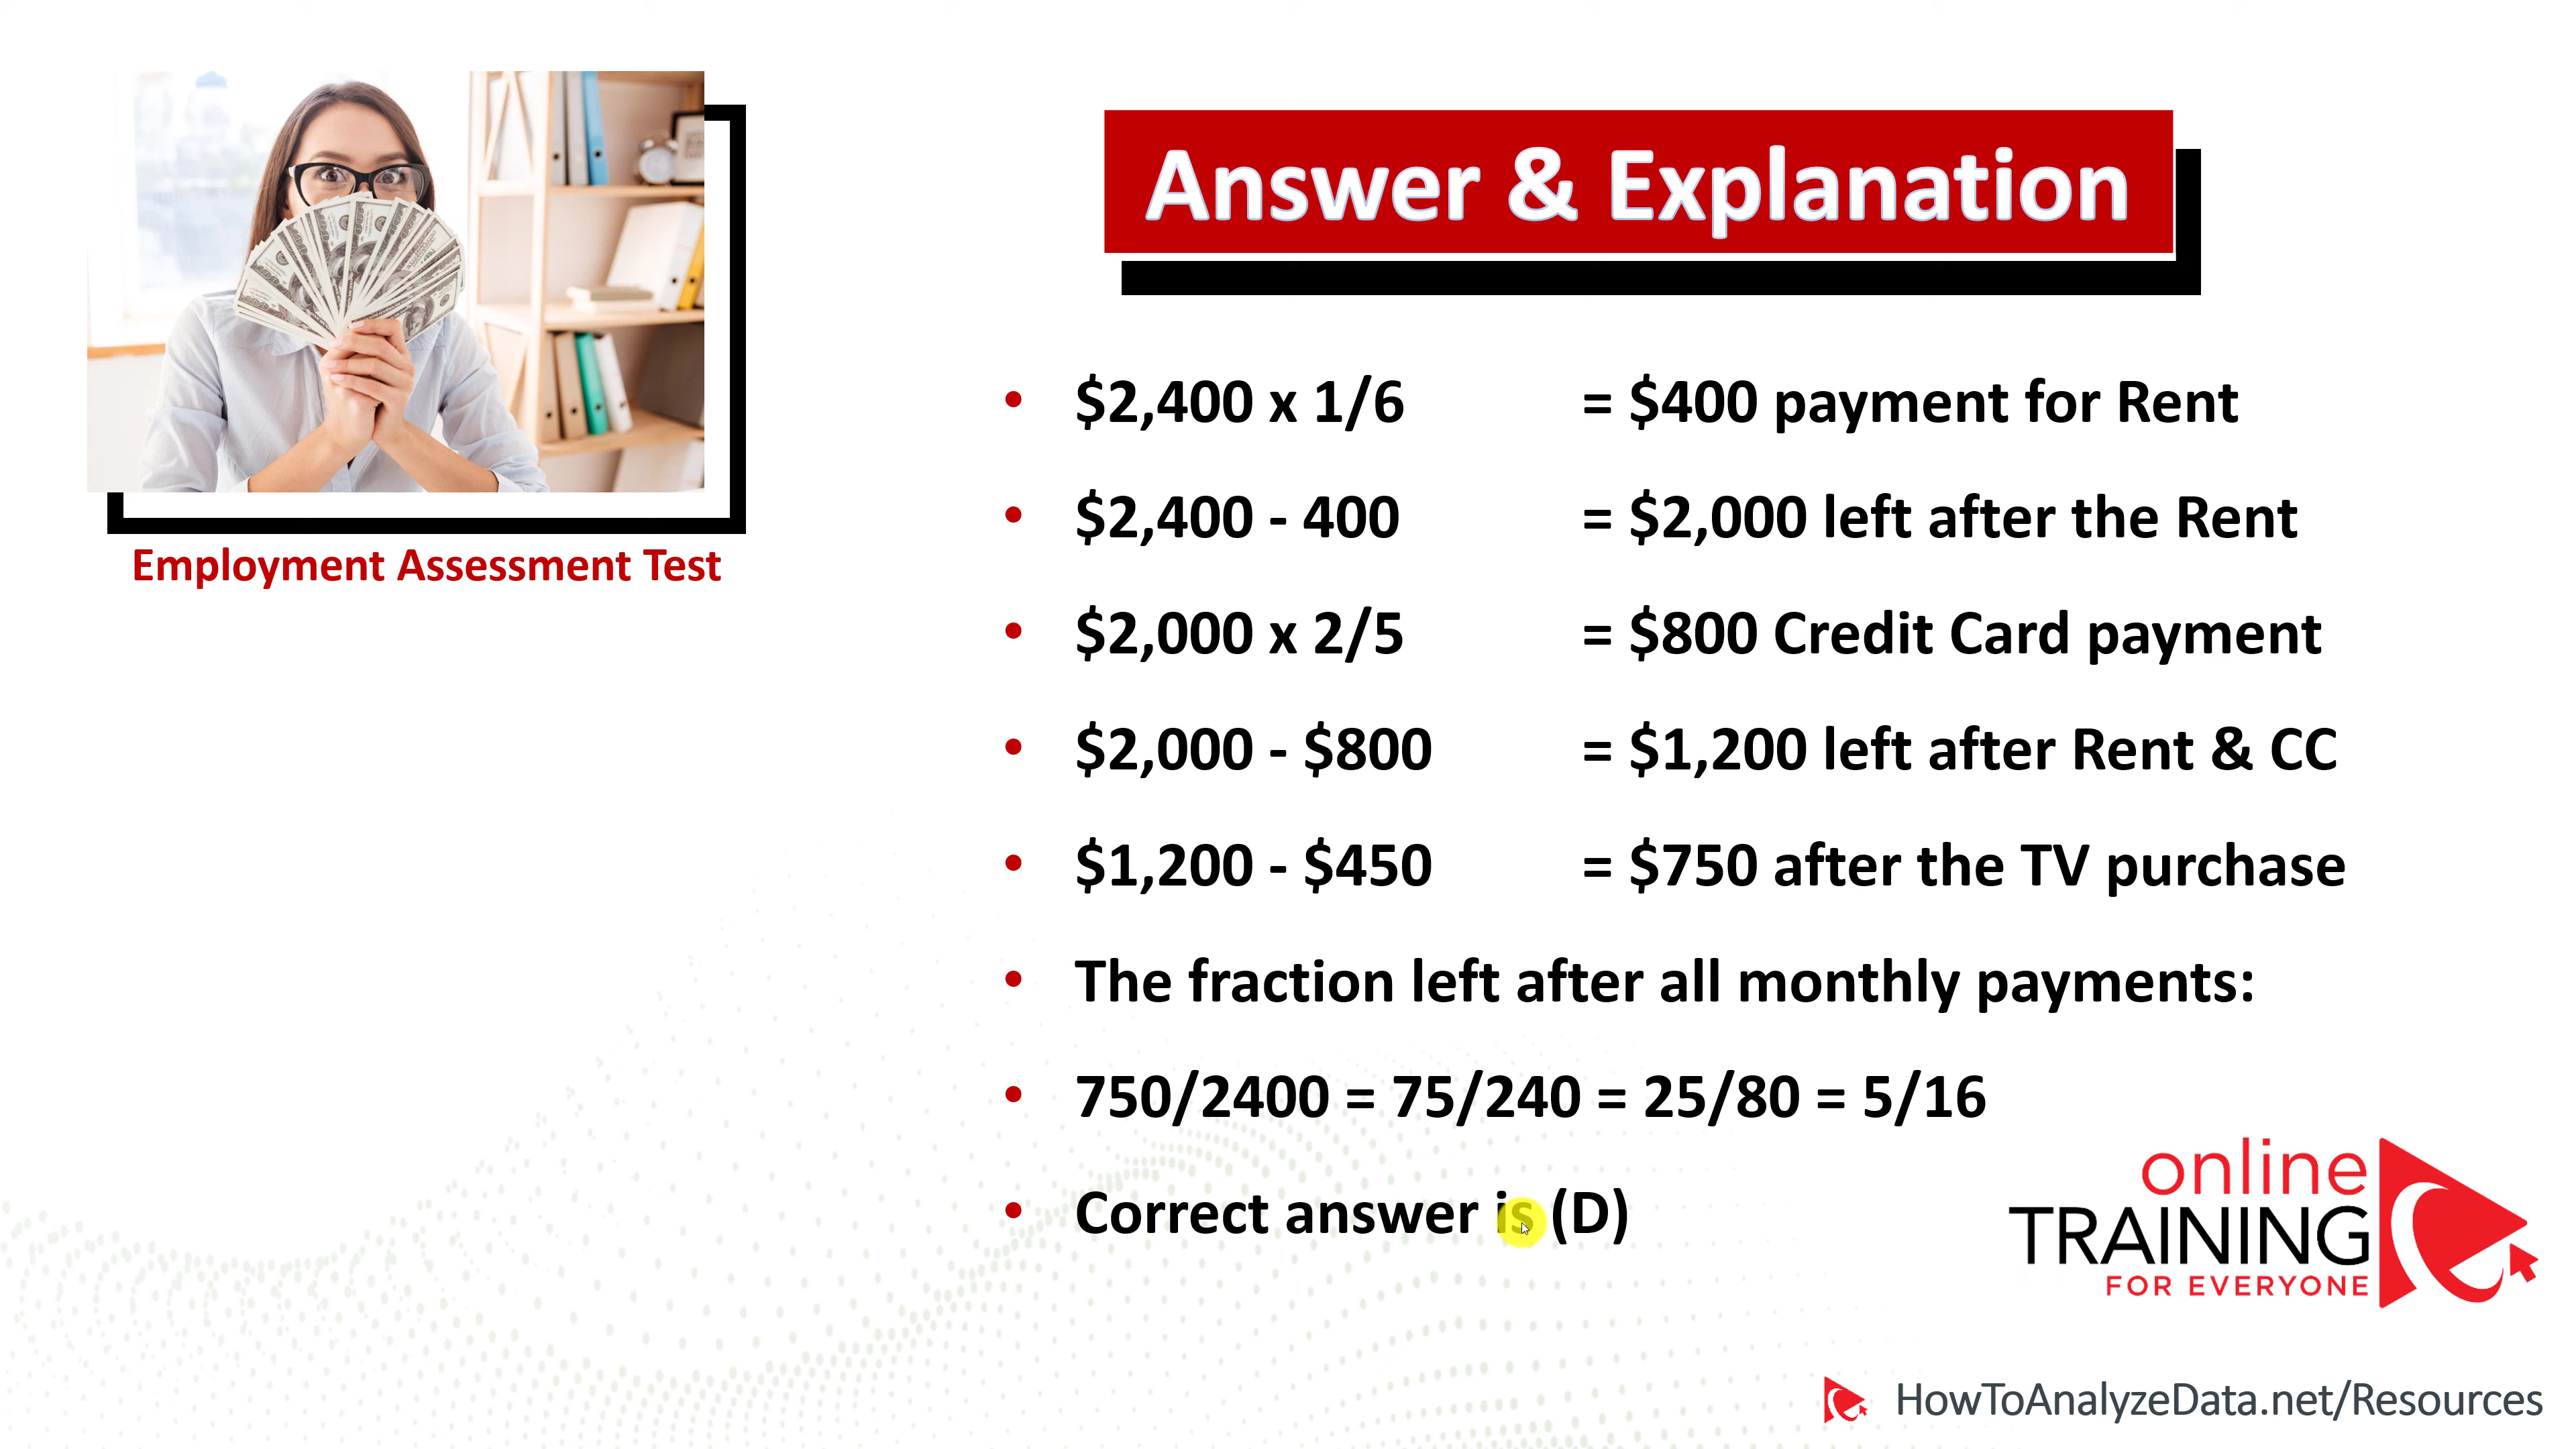 Answer & Explanation
• $2,400 x 1/6 = $400 payment for Rent
• $2,400 - 400 = $2,000 left after the Rent
• $2,000 x 2/5 = $800 Credit Card payment
• $2,000 - $800 = $1,200 left after Rent & CC
• $1,200 - $450 = $750 after the TV purchase
• The fraction left after all monthly payments:
• 750/2400 = 75/240 = 25/80 = 5/16
• Correct answer is (D)
Employment Assessment Test
online
TRAINING
FOR EVERYONE
HowToAnalyzeData.net/Resources